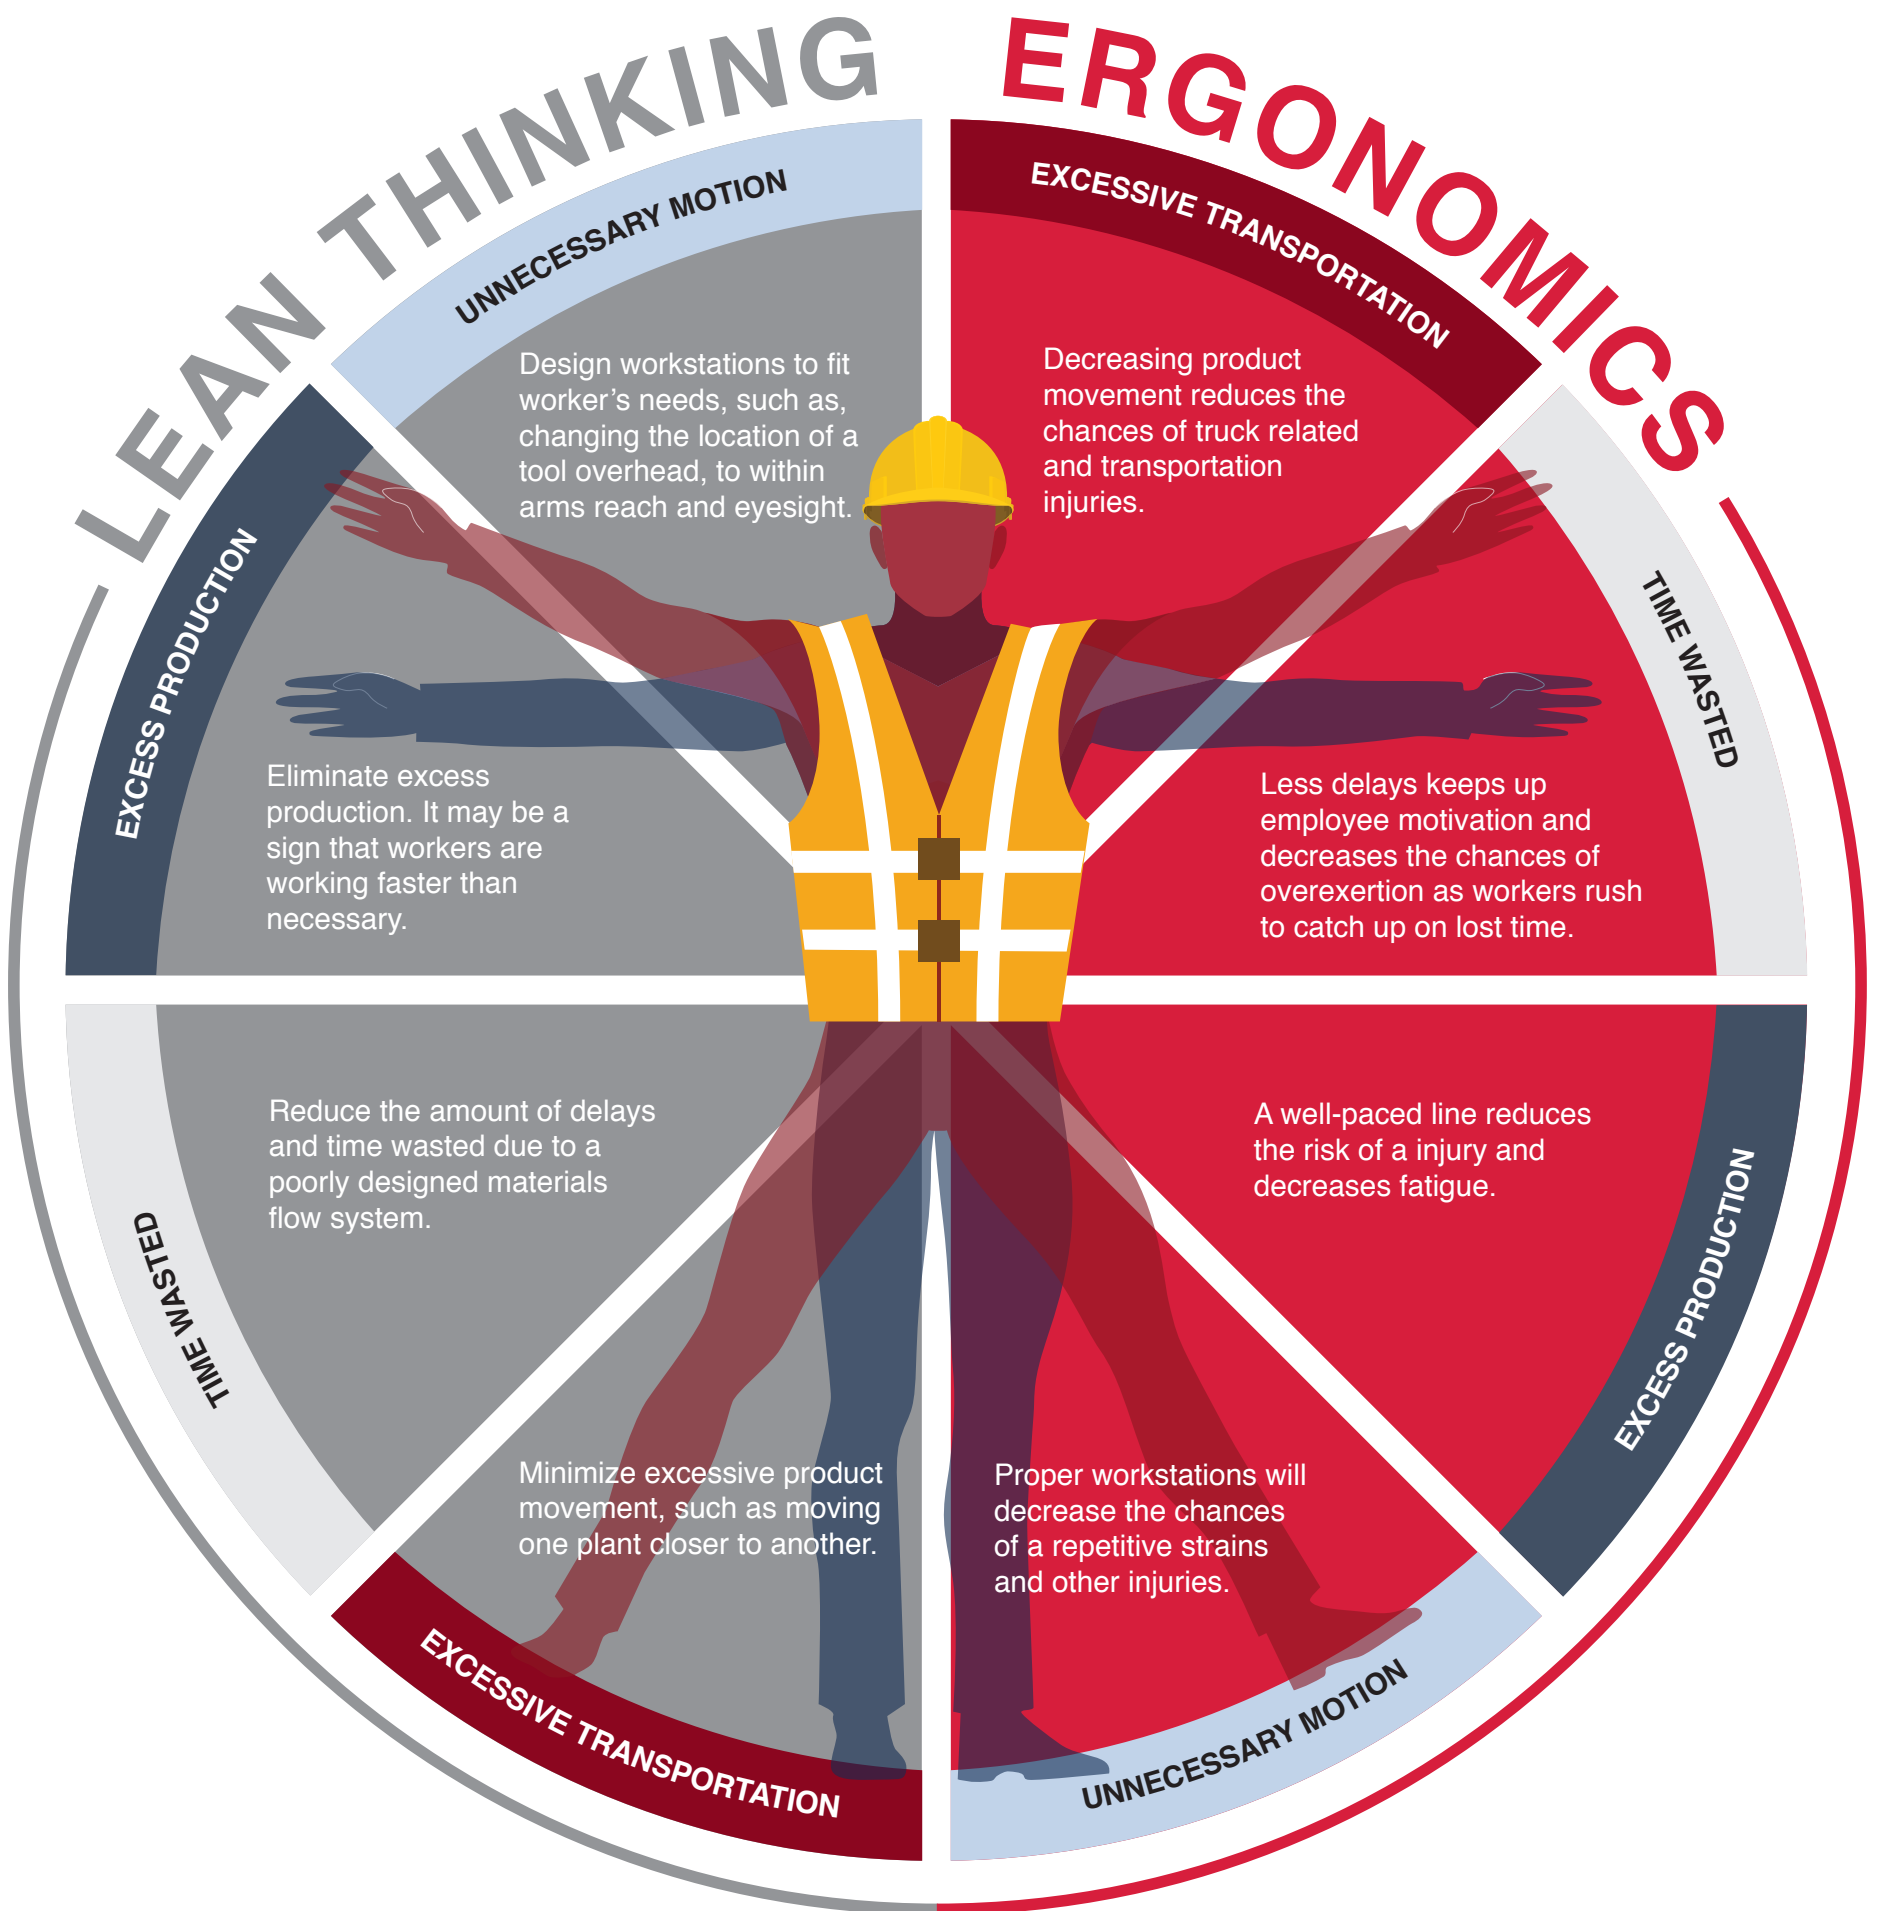 LEAN THINKING
ERGONOMICS
UNNECESSARY MOTION
Design workstations to fit
worker's needs, such as,
changing the location of a
tool overhead, to within
arms reach and eyesight.
EXCESSIVE TRANSPORTATION
Decreasing product
movement reduces the
chances of truck related
and transportation
injuries.
EXCESS PRODUCTION
Eliminate excess
production. It may be a
sign that workers are
working faster than
necessary.
TIME WASTED
Less delays keeps up
employee motivation and
decreases the chances of
overexertion as workers rush
to catch up on lost time.
TIME WASTED
Reduce the amount of delays
and time wasted due to a
poorly designed materials
flow system.
EXCESS PRODUCTION
A well-paced line reduces
the risk of a injury and
decreases fatigue.
EXCESSIVE TRANSPORTATION
Minimize excessive product
movement, such as moving
one plant closer to another.
UNNECESSARY MOTION
Proper workstations will
decrease the chances
of a repetitive strains
and other injuries.